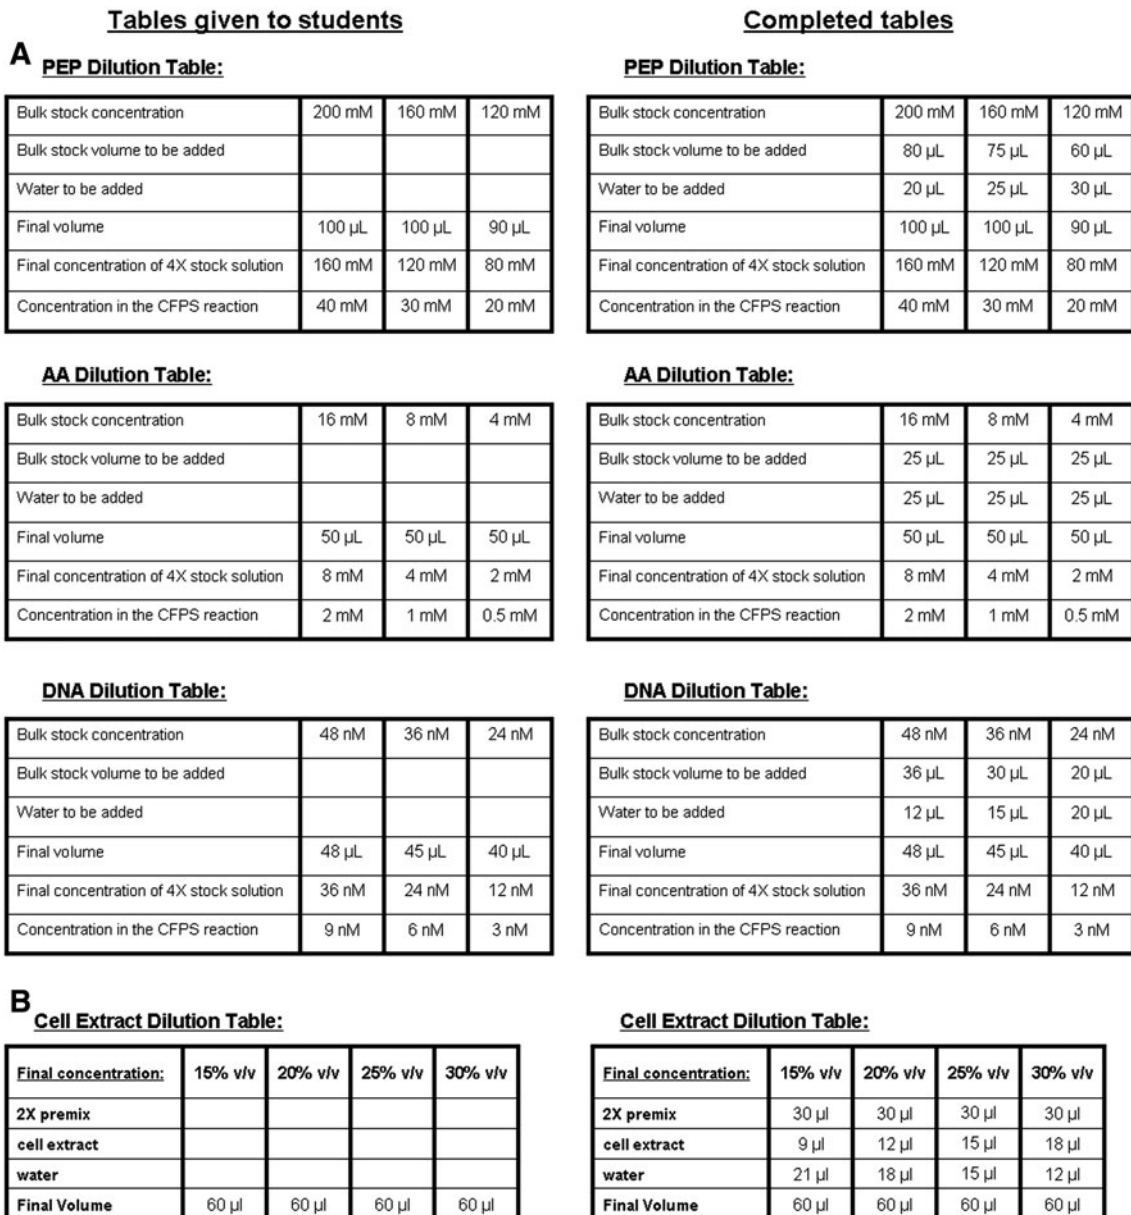 Tables given to students
Completed tables
A
PEP Dilution Table:
Bulk stock concentration 200 mM 160 mM 120 mM
Bulk stock volume to be added
Water to be added
Final volume 100 µL 100 µL 90 µL
Final concentration of 4X stock solution 160 mM 120 mM 80 mM
Concentration in the CFPS reaction 40 mM 30 mM 20 mM
PEP Dilution Table:
Bulk stock concentration 200 mM 160 mM 120 mM
Bulk stock volume to be added 80 µL 75 µL 60 µL
Water to be added 20 µL 25 µL 30 µL
Final volume 100 µL 100 µL 90 µL
Final concentration of 4X stock solution 160 mM 120 mM 80 mM
Concentration in the CFPS reaction 40 mM 30 mM 20 mM
AA Dilution Table:
Bulk stock concentration 16 mM 8 mM 4 mM
Bulk stock volume to be added
Water to be added
Final volume 50 µL 50 µL 50 µL
Final concentration of 4X stock solution 8 mM 4 mM 2 mM
Concentration in the CFPS reaction 2 mM 1 mM 0.5 mM
AA Dilution Table:
Bulk stock concentration 16 mM 8 mM 4 mM
Bulk stock volume to be added 25 µL 25 µL 25 µL
Water to be added 25 µL 25 µL 25 µL
Final volume 50 µL 50 µL 50 µL
Final concentration of 4X stock solution 8 mM 4 mM 2 mM
Concentration in the CFPS reaction 2 mM 1 mM 0.5 mM
DNA Dilution Table:
Bulk stock concentration 48 nM 36 nM 24 nM
Bulk stock volume to be added
Water to be added
Final volume 48 µL 45 µL 40 µL
Final concentration of 4X stock solution 36 nM 24 nM 12 nM
Concentration in the CFPS reaction 9 nM 6 nM 3 nM
DNA Dilution Table:
Bulk stock concentration 48 nM 36 nM 24 nM
Bulk stock volume to be added 36 µL 30 µL 20 µL
Water to be added 12 µL 15 µL 20 µL
Final volume 48 µL 45 µL 40 µL
Final concentration of 4X stock solution 36 nM 24 nM 12 nM
Concentration in the CFPS reaction 9 nM 6 nM 3 nM
B
Cell Extract Dilution Table:
Final concentration: 15% v/v 20% v/v 25% v/v 30% v/v
2X premix
cell extract
water
Final Volume 60 µl 60 µl 60 µl 60 µl
Cell Extract Dilution Table:
Final concentration: 15% v/v 20% v/v 25% v/v 30% v/v
2X premix 30 µl 30 µl 30 µl 30 µl
cell extract 9 µl 12 µl 15 µl 18 µl
water 21 µl 18 µl 15 µl 12 µl
Final Volume 60 µl 60 µl 60 µl 60 µl